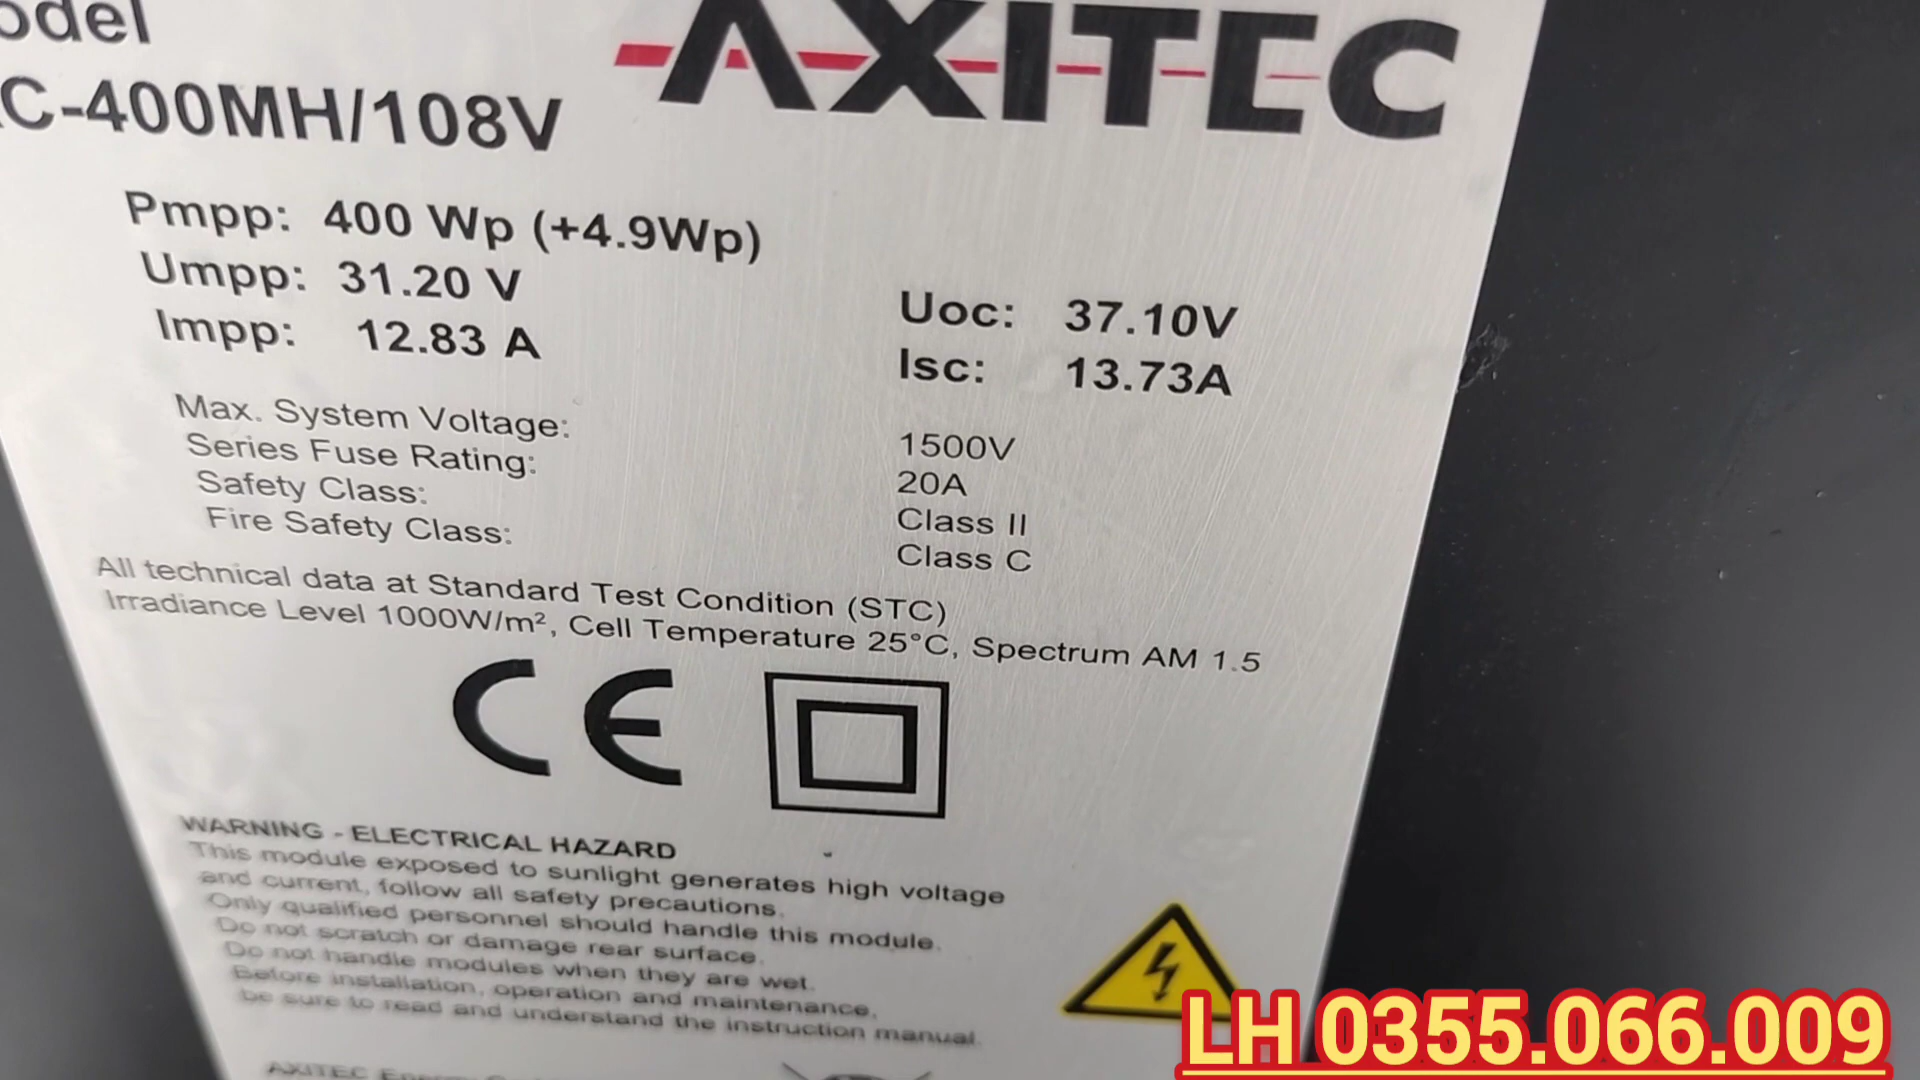 odel
AXITEC
C-400MH/108V
Pmpp: 400 Wp (+4.9Wp)
Umpp: 31.20 V
Impp: 12.83 A
Uoc: 37.10V
Isc: 13.73A
Max. System Voltage: 1500V
Series Fuse Rating: 20A
Safety Class: Class II
Fire Safety Class: Class C
All technical data at Standard Test Condition (STC)
Irradiance Level 1000W/m², Cell Temperature 25°C, Spectrum AM 1.5
CE
WARNING - ELECTRICAL HAZARD
This module exposed to sunlight generates high voltage
and current, follow all safety precautions.
Only qualified personnel should handle this module.
Do not scratch or damage rear surface.
Do not handle modules when they are wet.
Before installation, operation and maintenance,
be sure to read and understand the instruction manual.
AXITEC Energy
LH 0355.066.009